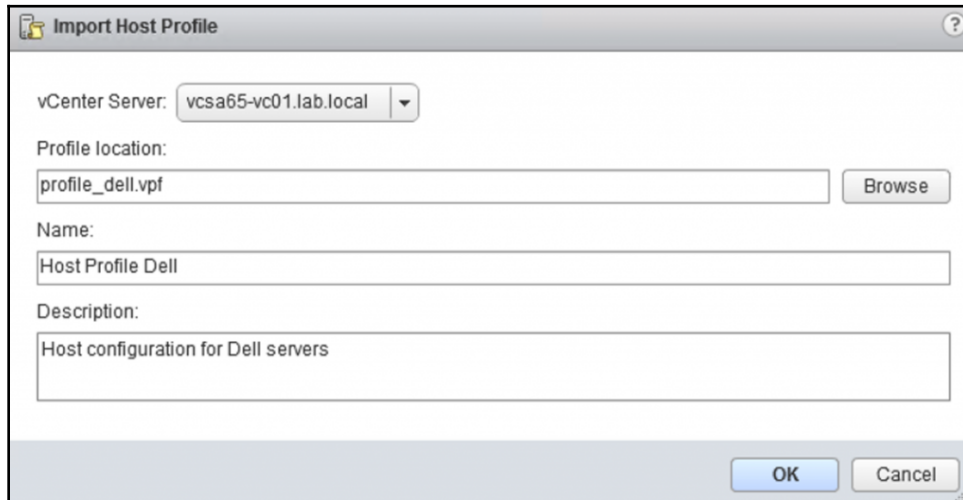 Import Host Profile ?
vCenter Server: vcsa65-vc01.lab.local
Profile location:
profile_dell.vpf Browse
Name:
Host Profile Dell
Description:
Host configuration for Dell servers
OK Cancel